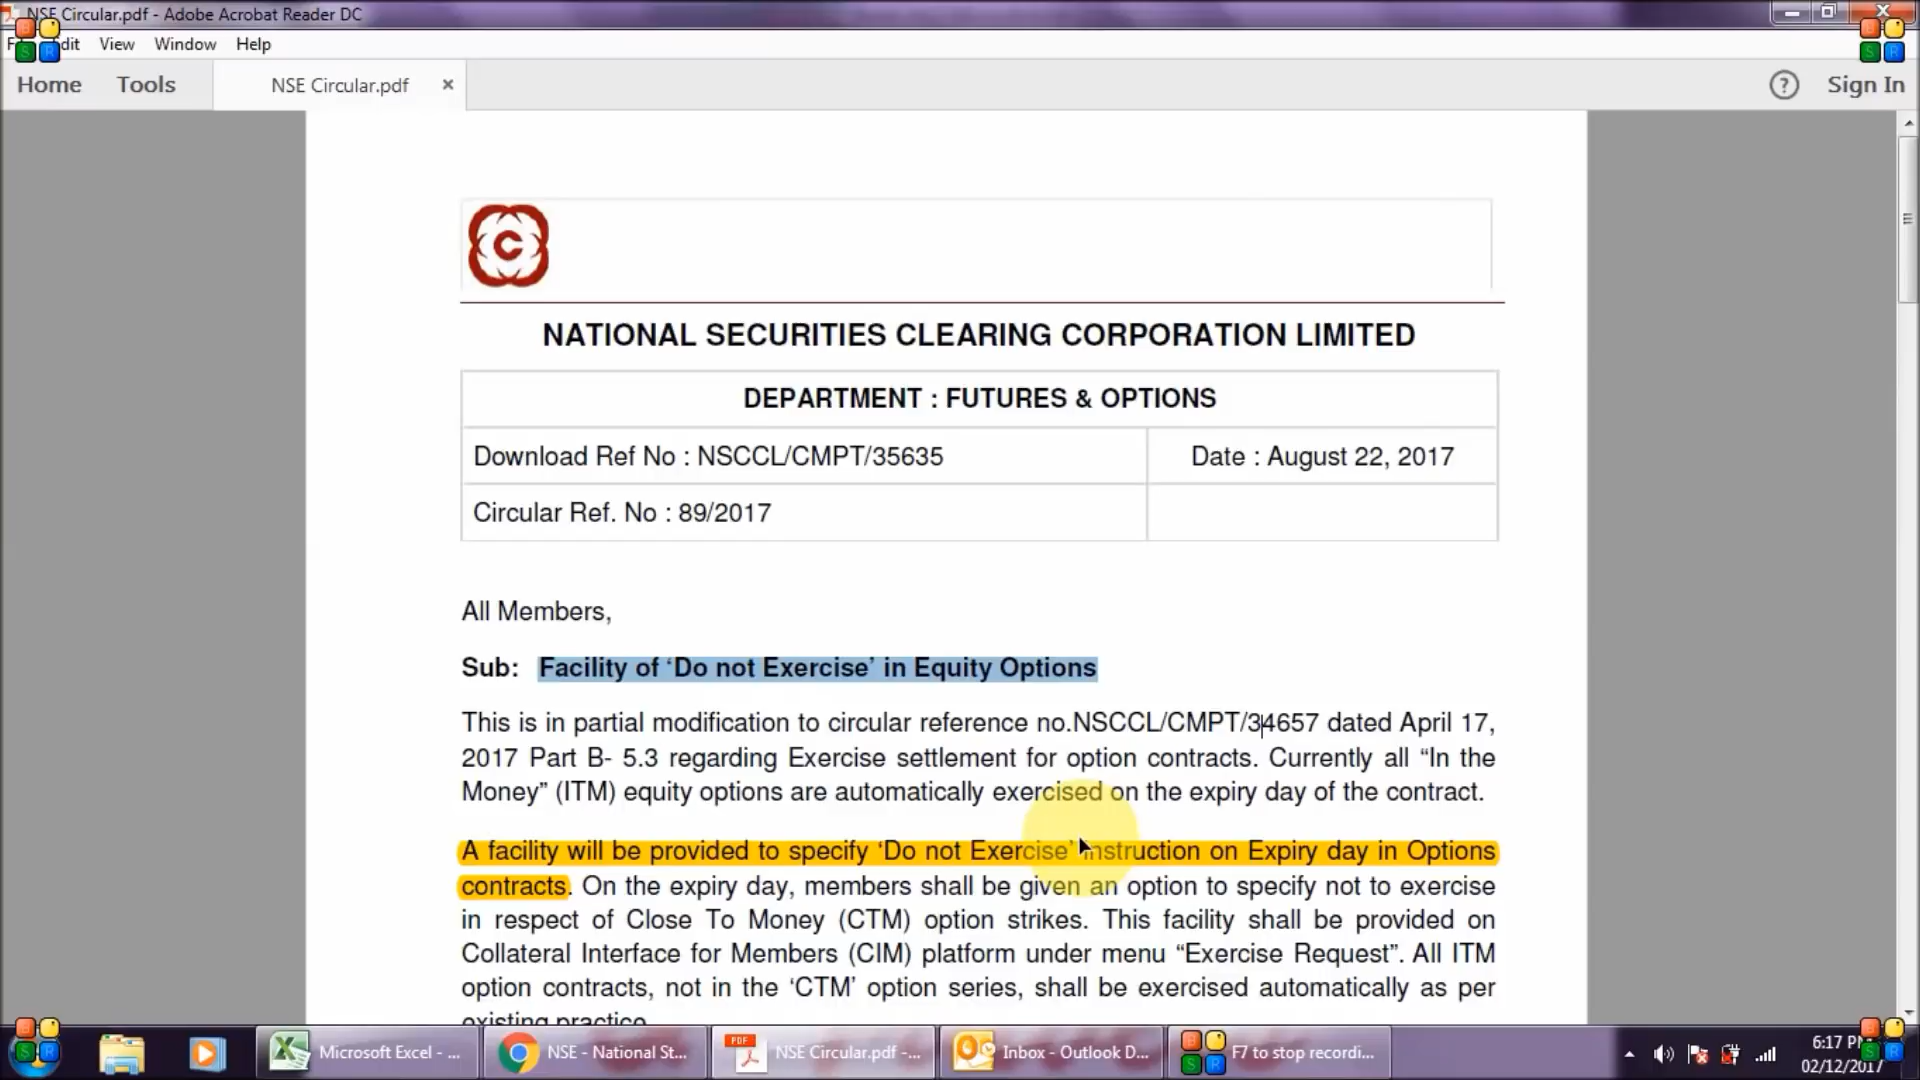 NSE Circular.pdf - Adobe Acrobat Reader DC
View Window Help
Home Tools NSE Circular.pdf × ? Sign In
C
NATIONAL SECURITIES CLEARING CORPORATION LIMITED
DEPARTMENT : FUTURES & OPTIONS
Download Ref No : NSCCL/CMPT/35635 Date : August 22, 2017
Circular Ref. No : 89/2017
All Members,
Sub: Facility of ‘Do not Exercise’ in Equity Options
This is in partial modification to circular reference no.NSCCL/CMPT/34657 dated April 17,
2017 Part B- 5.3 regarding Exercise settlement for option contracts. Currently all “In the
Money” (ITM) equity options are automatically exercised on the expiry day of the contract.
A facility will be provided to specify ‘Do not Exercise’ instruction on Expiry day in Options
contracts. On the expiry day, members shall be given an option to specify not to exercise
in respect of Close To Money (CTM) option strikes. This facility shall be provided on
Collateral Interface for Members (CIM) platform under menu “Exercise Request”. All ITM
option contracts, not in the ‘CTM’ option series, shall be exercised automatically as per
existing practice.
Microsoft Excel - ... NSE - National St... NSE Circular.pdf -... Inbox - Outlook D... F7 to stop recordi...
6:17 PM
02/12/2017